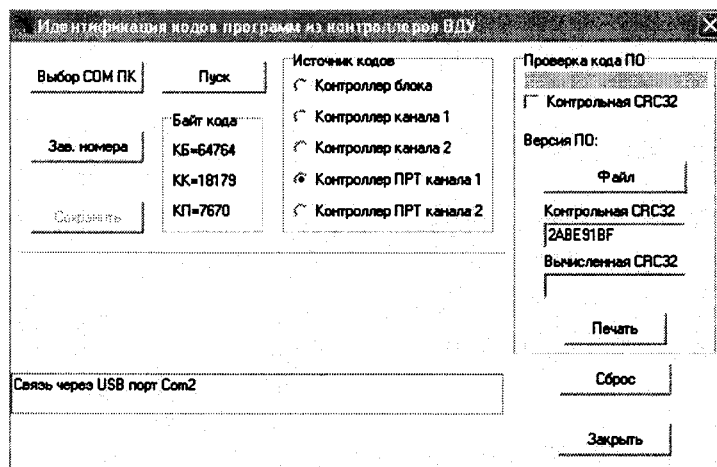 Идентификация кодов программ из контроллеров ВДУ
Выбор COM ПК
Пуск
Зав. номера
Сохранить
Байт кода
КБ=64764
КК=18179
КП=7670
Источник кодов
Контроллер блока
Контроллер канала 1
Контроллер канала 2
Контроллер ПРТ канала 1
Контроллер ПРТ канала 2
Проверка кода ПО
Контрольная CRC32
Версия ПО:
Файл
Контрольная CRC32
2ABE91BF
Вычисленная CRC32
Печать
Связь через USB порт Com2
Сброс
Закрыть